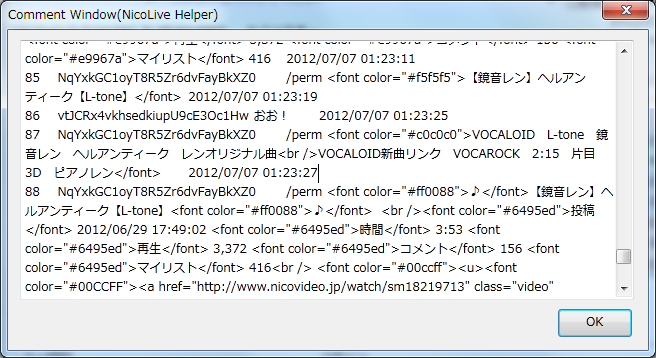 Comment Window(NicoLive Helper)
color="#e9967a">マイリスト</font> 416 2012/07/07 01:23:11
85 NqYxkGC1oyT8R5Zr6dvFayBkXZ0 /perm <font color="#f5f5f5">【鏡音レン】ヘルアン
ティーク【L-tone】</font> 2012/07/07 01:23:19
86 vtJCRx4vkhsedkiupU9cE3Oc1Hw おお！ 2012/07/07 01:23:25
87 NqYxkGC1oyT8R5Zr6dvFayBkXZ0 /perm <font color="#c0c0c0">VOCALOID L-tone 鏡
音レン ヘルアンティーク レンオリジナル曲<br />VOCALOID新曲リンク VOCAROCK 2:15 片目
3D ピアノレン</font> 2012/07/07 01:23:27
88 NqYxkGC1oyT8R5Zr6dvFayBkXZ0 /perm <font color="#ff0088">♪</font>【鏡音レン】ヘ
ルアンティーク【L-tone】<font color="#ff0088">♪</font> <br /><font color="#6495ed">投稿
</font> 2012/06/29 17:49:02 <font color="#6495ed">時間</font> 3:53 <font
color="#6495ed">再生</font> 3,372 <font color="#6495ed">コメント</font> 156 <font
color="#6495ed">マイリスト</font> 416<br /> <font color="#00ccff"><u><font
color="#00CCFF"><a href="http://www.nicovideo.jp/watch/sm18219713" class="video"
OK